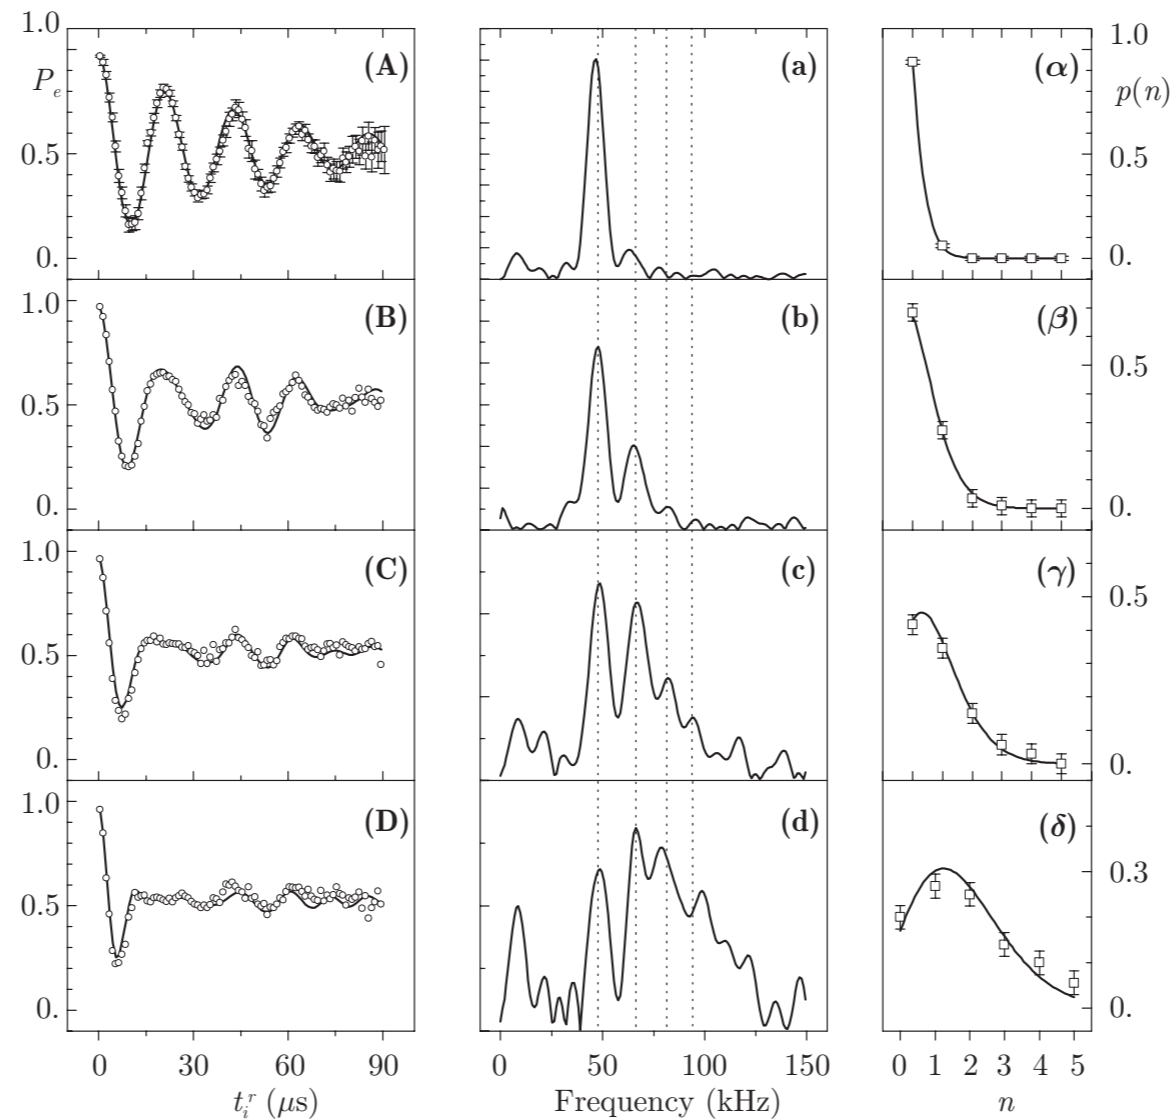 1.0
P_e
0.5
0.
(A)
(a)
(α)
1.0
p(n)
0.5
0.
1.0
0.5
0.
(B)
(b)
(β)
0.5
0.
1.0
0.5
0.
(C)
(c)
(γ)
0.5
0.
1.0
0.5
0.
(D)
(d)
(δ)
0.3
0
0 30 60 90
t_i^r (μs)
0 50 100 150
Frequency (kHz)
0 1 2 3 4 5
n